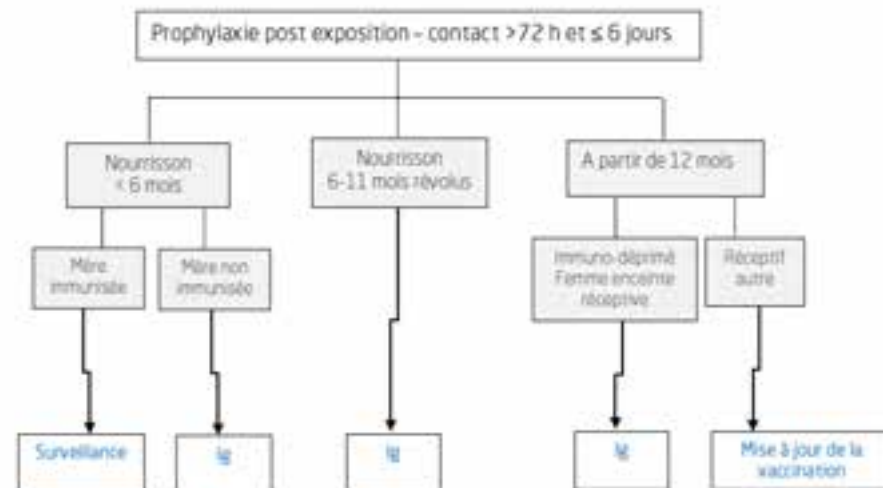 Prophylaxie post exposition - contact >72 h et ≤ 6 jours
Nourrisson
< 6 mois
Nourrisson
6-11 mois révolus
A partir de 12 mois
Mère
immunisée
Mère non
immunisée
Immuno-déprimé
Femme enceinte
réceptive
Réceptif
autre
Surveillance
Ig
Ig
Ig
Mise à jour de la
vaccination